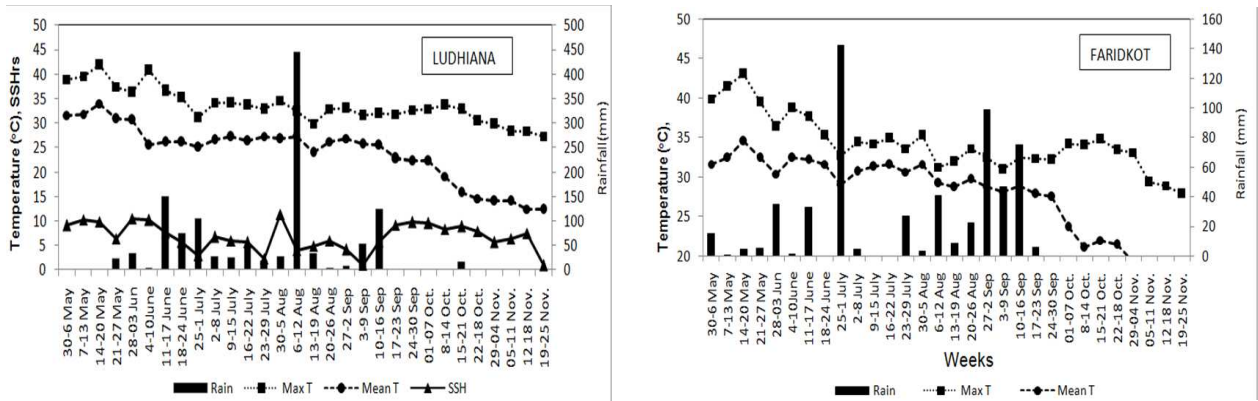 LUDHIANA
Temperature (°C), SSHrs
50
45
40
35
30
25
20
15
10
5
0
500
450
400
350
300
250
200
150
100
50
0
Rainfall(mm)
30-6 May
7-13 May
14-20 May
21-27 May
28-03 Jun
4-10June
11-17 June
18-24 June
25-1 July
2-8 July
9-15 July
16-22 July
23-29 July
30-5 Aug
6-12 Aug
13-19 Aug
20-26 Aug
27-2 Sep
3-9 Sep
10-16 Sep
17-23 Sep
24-30 Sep
01-07 Oct.
8-14 Oct.
15-21 Oct.
22-18 Oct.
29-04 Nov.
05-11 Nov.
12 18 Nov.
19-25 Nov.
Rain Max T Mean T SSH
FARIDKOT
Temperature (°C),
50
45
40
35
30
25
20
160
140
120
100
80
60
40
20
0
Rainfall (mm)
30-6 May
7-13 May
14-20 May
21-27 May
28-03 Jun
4-10June
11-17 June
18-24 June
25-1 July
2-8 July
9-15 July
16-22 July
23-29 July
30-5 Aug
6-12 Aug
13-19 Aug
20-26 Aug
27-2 Sep
3-9 Sep
10-16 Sep
17-23 Sep
24-30 Sep
01-07 Oct.
8-14 Oct.
15-21 Oct.
22-18 Oct.
29-04 Nov.
05-11 Nov.
12 18 Nov.
19-25 Nov.
Weeks
Rain Max T Mean T